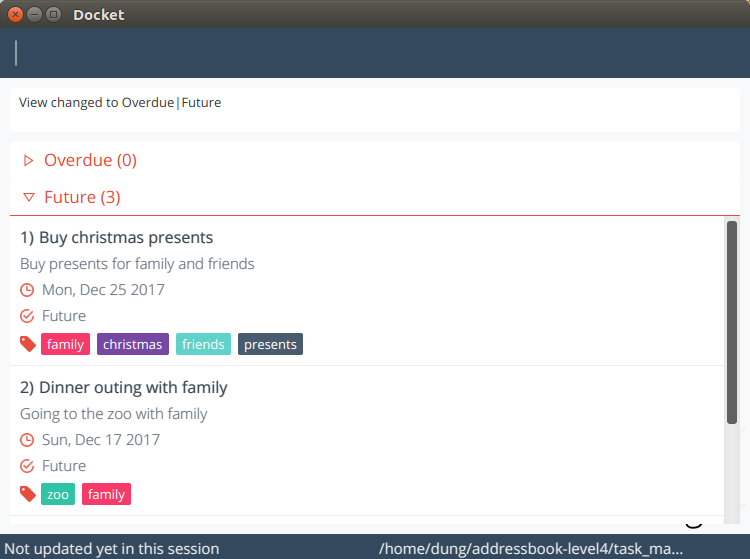 Docket
View changed to Overdue|Future
Overdue (0)
Future (3)
1) Buy christmas presents
Buy presents for family and friends
Mon, Dec 25 2017
Future
family christmas friends presents
2) Dinner outing with family
Going to the zoo with family
Sun, Dec 17 2017
Future
zoo family
Not updated yet in this session /home/dung/addressbook-level4/task_ma...